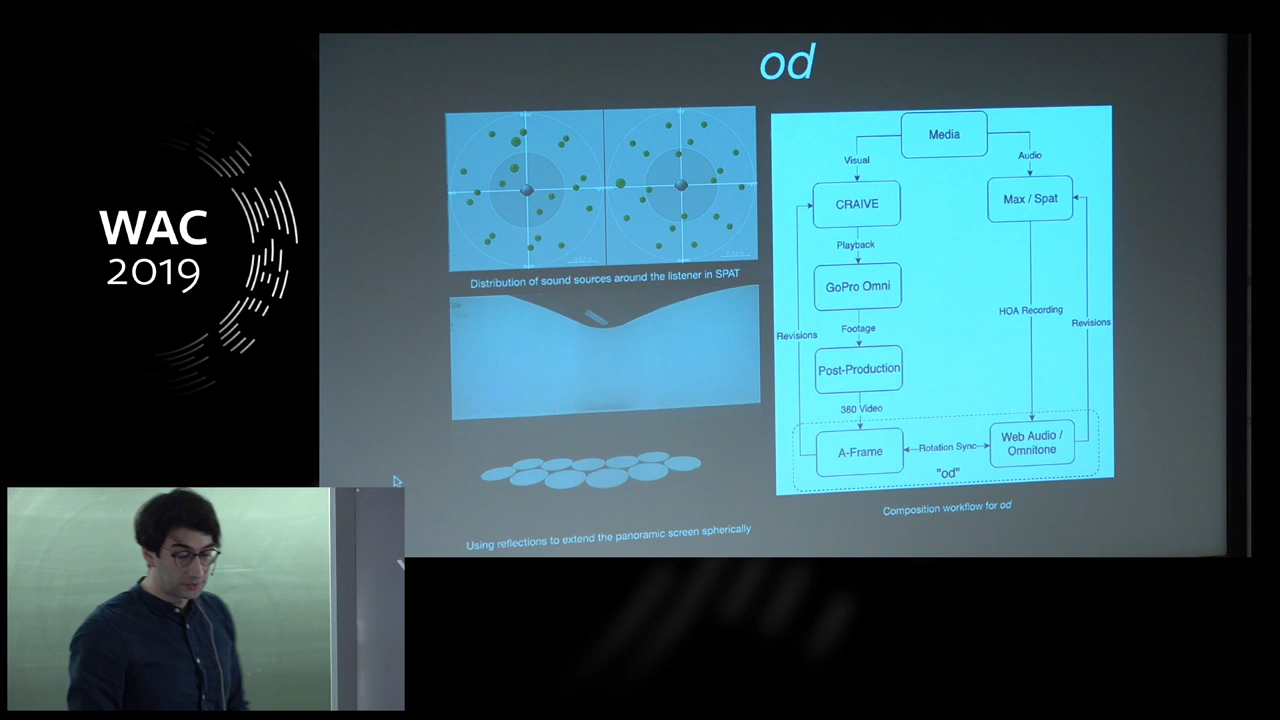 WAC
2019
od
Distribution of sound sources around the listener in SPAT
Using reflections to extend the panoramic screen spherically
Media
Visual
Audio
CRAIVE
Max / Spat
Playback
GoPro Omni
Footage
HOA Recording
Revisions
Revisions
Post-Production
360 Video
A-Frame
Rotation Sync
Web Audio /
Omnitone
"od"
Composition workflow for od